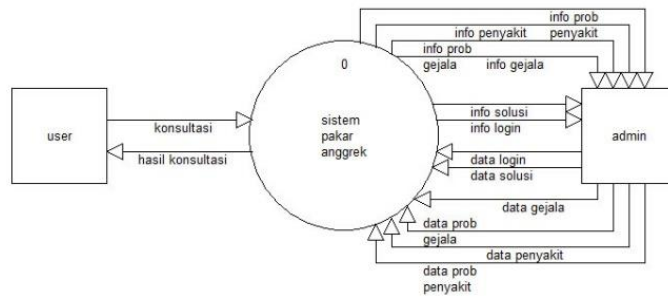 info prob
penyakit
info penyakit
info prob
gejala
info gejala
0
sistem
pakar
anggrek
user
konsultasi
hasil konsultasi
info solusi
info login
admin
data login
data solusi
data gejala
data prob
gejala
data penyakit
data prob
penyakit